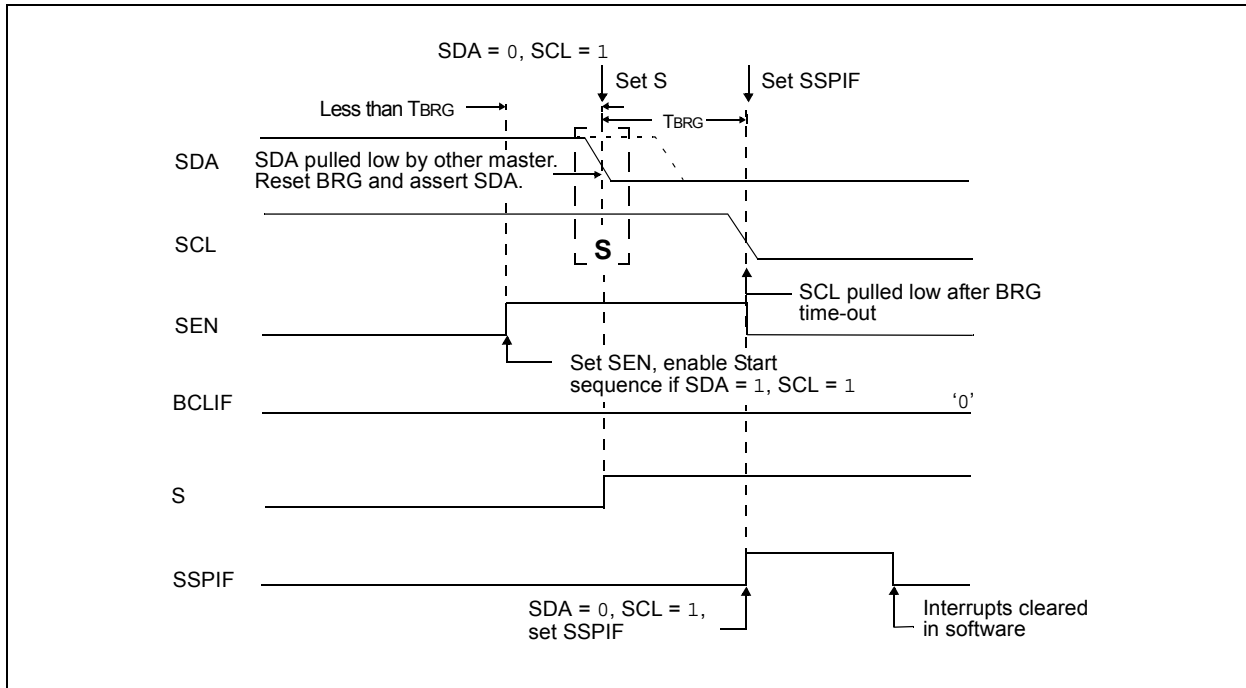 SDA = 0, SCL = 1
Set S
Set SSPIF
Less than TBRG
TBRG
SDA
SDA pulled low by other master.
Reset BRG and assert SDA.
SCL
S
SCL pulled low after BRG
time-out
SEN
Set SEN, enable Start
sequence if SDA = 1, SCL = 1
BCLIF
‘0’
S
SSPIF
SDA = 0, SCL = 1,
set SSPIF
Interrupts cleared
in software